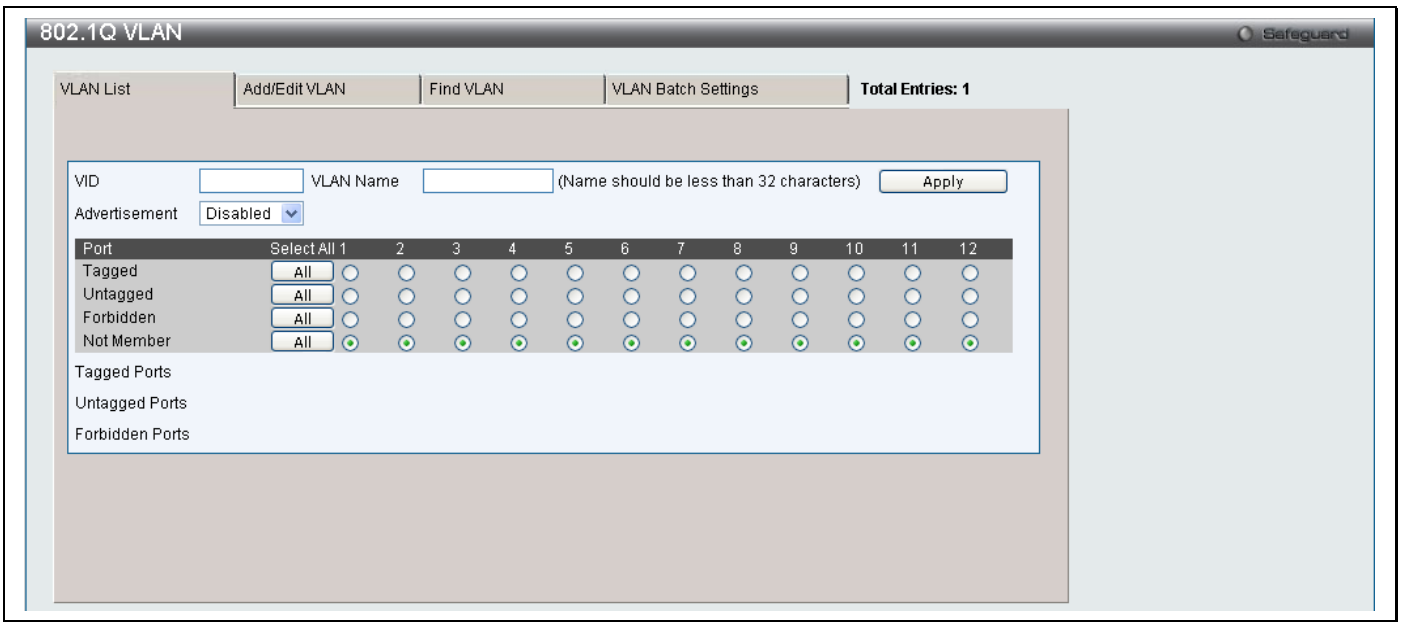 802.1Q VLAN
Safeguard
VLAN List Add/Edit VLAN Find VLAN VLAN Batch Settings Total Entries: 1
VID VLAN Name (Name should be less than 32 characters) Apply
Advertisement Disabled
Port Select All 1 2 3 4 5 6 7 8 9 10 11 12
Tagged All
Untagged All
Forbidden All
Not Member All
Tagged Ports
Untagged Ports
Forbidden Ports